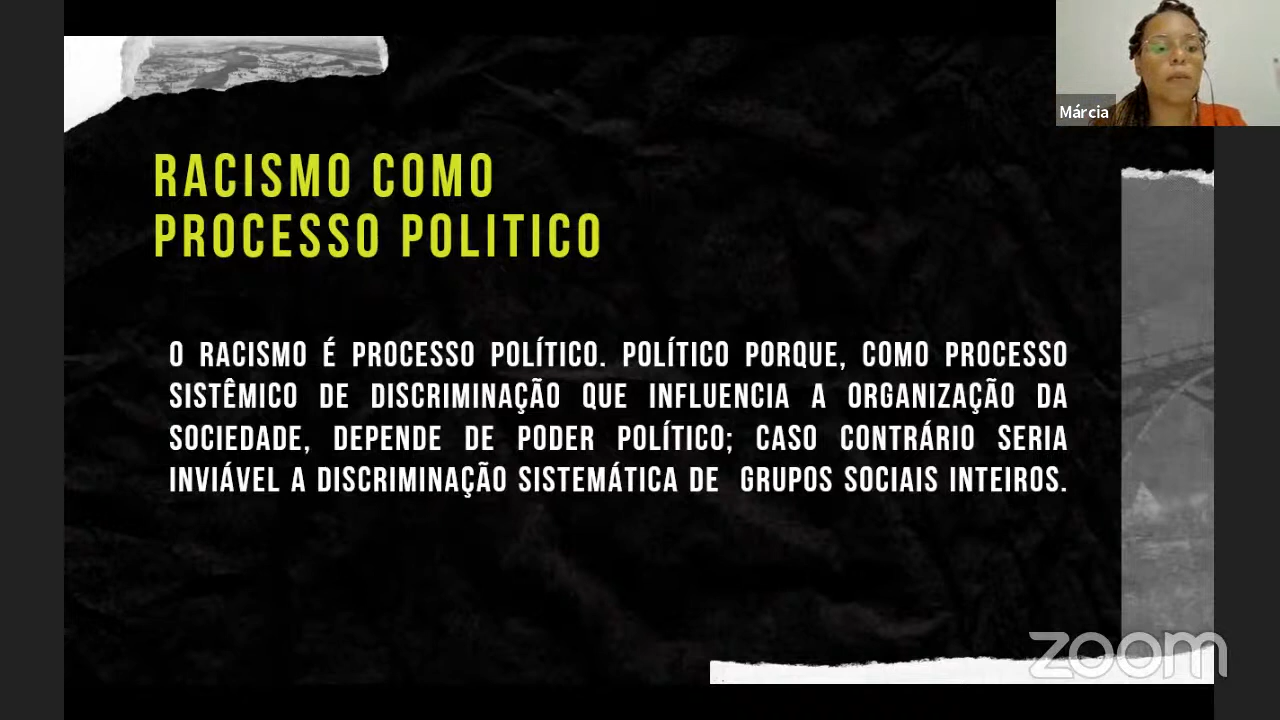 Márcia
RACISMO COMO
PROCESSO POLITICO
O RACISMO É PROCESSO POLÍTICO. POLÍTICO PORQUE, COMO PROCESSO
SISTÊMICO DE DISCRIMINAÇÃO QUE INFLUENCIA A ORGANIZAÇÃO DA
SOCIEDADE, DEPENDE DE PODER POLÍTICO; CASO CONTRÁRIO SERIA
INVIÁVEL A DISCRIMINAÇÃO SISTEMÁTICA DE GRUPOS SOCIAIS INTEIROS.
zoom